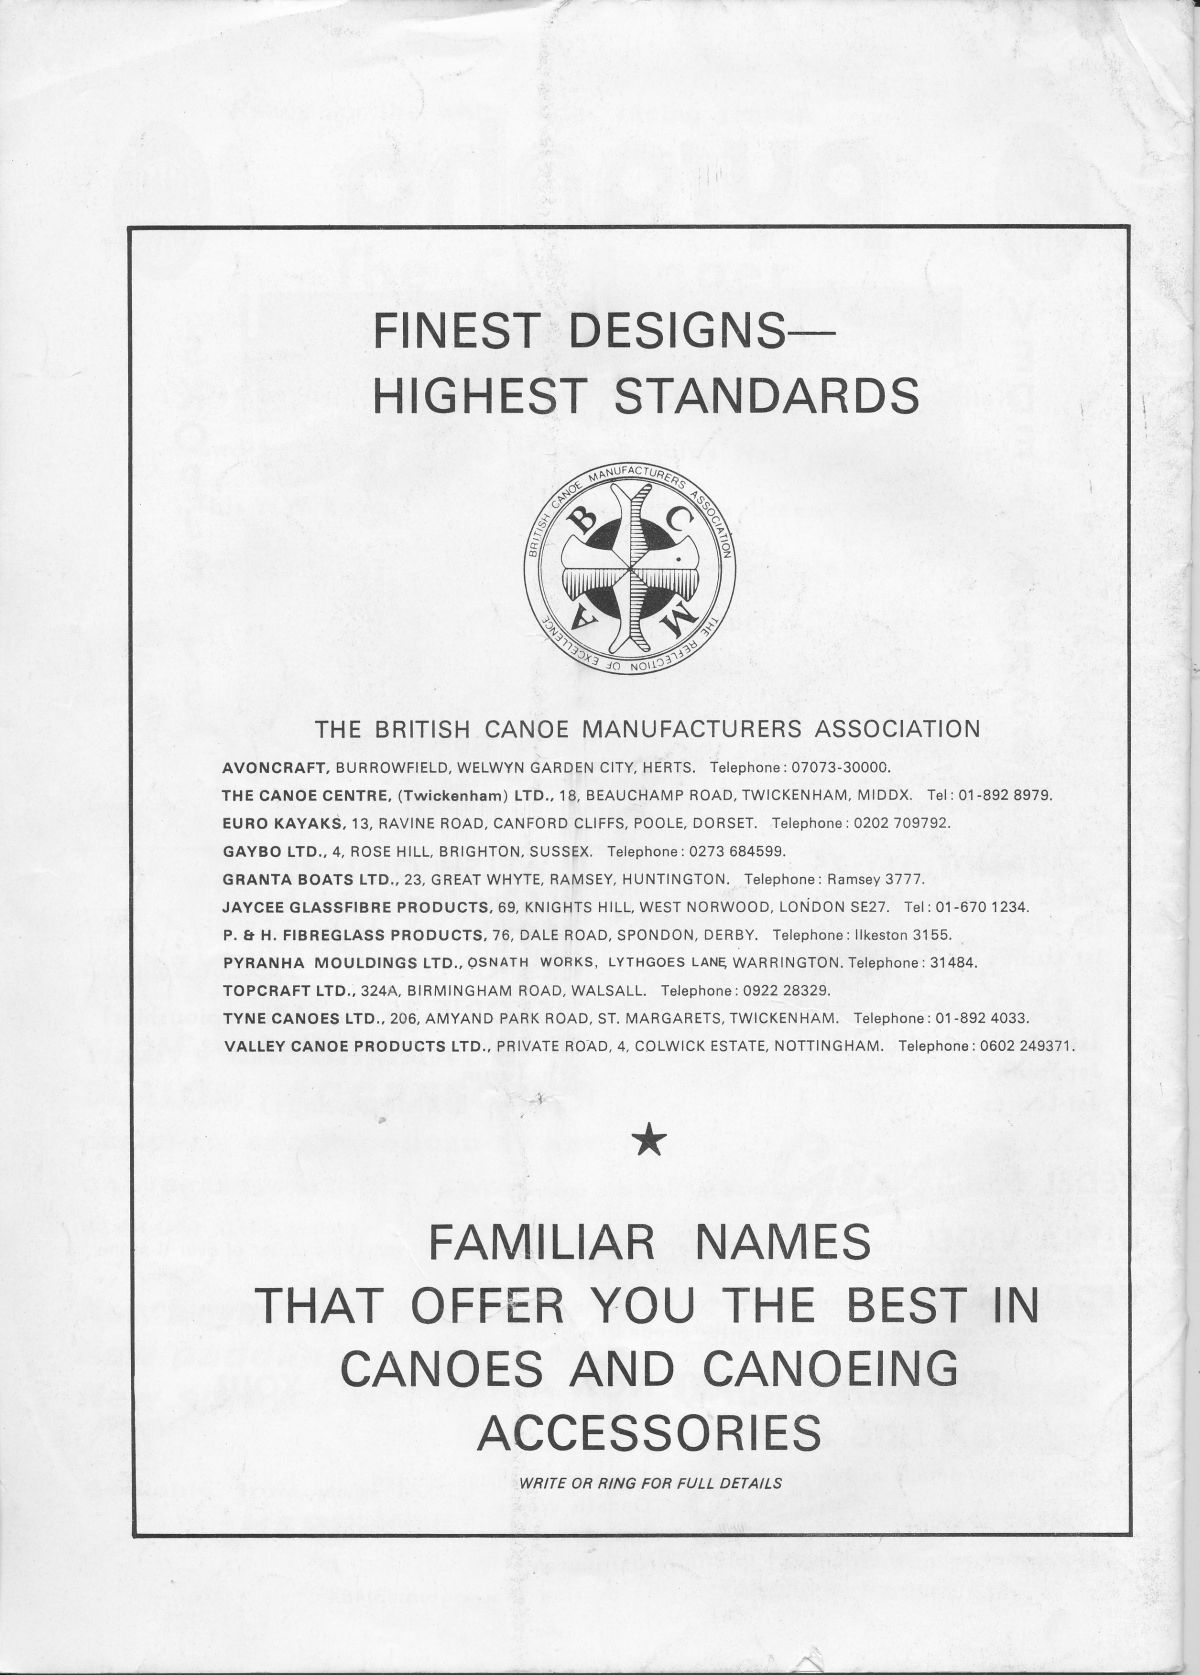 FINEST DESIGNS—
HIGHEST STANDARDS
BRITISH CANOE MANUFACTURERS ASSOCIATION
B C
A M
THE REFLECTION OF EXCELLENCE
THE BRITISH CANOE MANUFACTURERS ASSOCIATION
AVONCRAFT, BURROWFIELD, WELWYN GARDEN CITY, HERTS. Telephone: 07073-30000.
THE CANOE CENTRE, (Twickenham) LTD., 18, BEAUCHAMP ROAD, TWICKENHAM, MIDDX. Tel: 01-892 8979.
EURO KAYAKS, 13, RAVINE ROAD, CANFORD CLIFFS, POOLE, DORSET. Telephone: 0202 709792.
GAYBO LTD., 4, ROSE HILL, BRIGHTON, SUSSEX. Telephone: 0273 684599.
GRANTA BOATS LTD., 23, GREAT WHYTE, RAMSEY, HUNTINGTON. Telephone: Ramsey 3777.
JAYCEE GLASSFIBRE PRODUCTS, 69, KNIGHTS HILL, WEST NORWOOD, LONDON SE27. Tel: 01-670 1234.
P. & H. FIBREGLASS PRODUCTS, 76, DALE ROAD, SPONDON, DERBY. Telephone: Ilkeston 3155.
PYRANHA MOULDINGS LTD., OSNATH WORKS, LYTHGOES LANE, WARRINGTON. Telephone: 31484.
TOPCRAFT LTD., 324A, BIRMINGHAM ROAD, WALSALL. Telephone: 0922 28329.
TYNE CANOES LTD., 206, AMYAND PARK ROAD, ST. MARGARETS, TWICKENHAM. Telephone: 01-892 4033.
VALLEY CANOE PRODUCTS LTD., PRIVATE ROAD, 4, COLWICK ESTATE, NOTTINGHAM. Telephone: 0602 249371.
★
FAMILIAR NAMES
THAT OFFER YOU THE BEST IN
CANOES AND CANOEING
ACCESSORIES
WRITE OR RING FOR FULL DETAILS